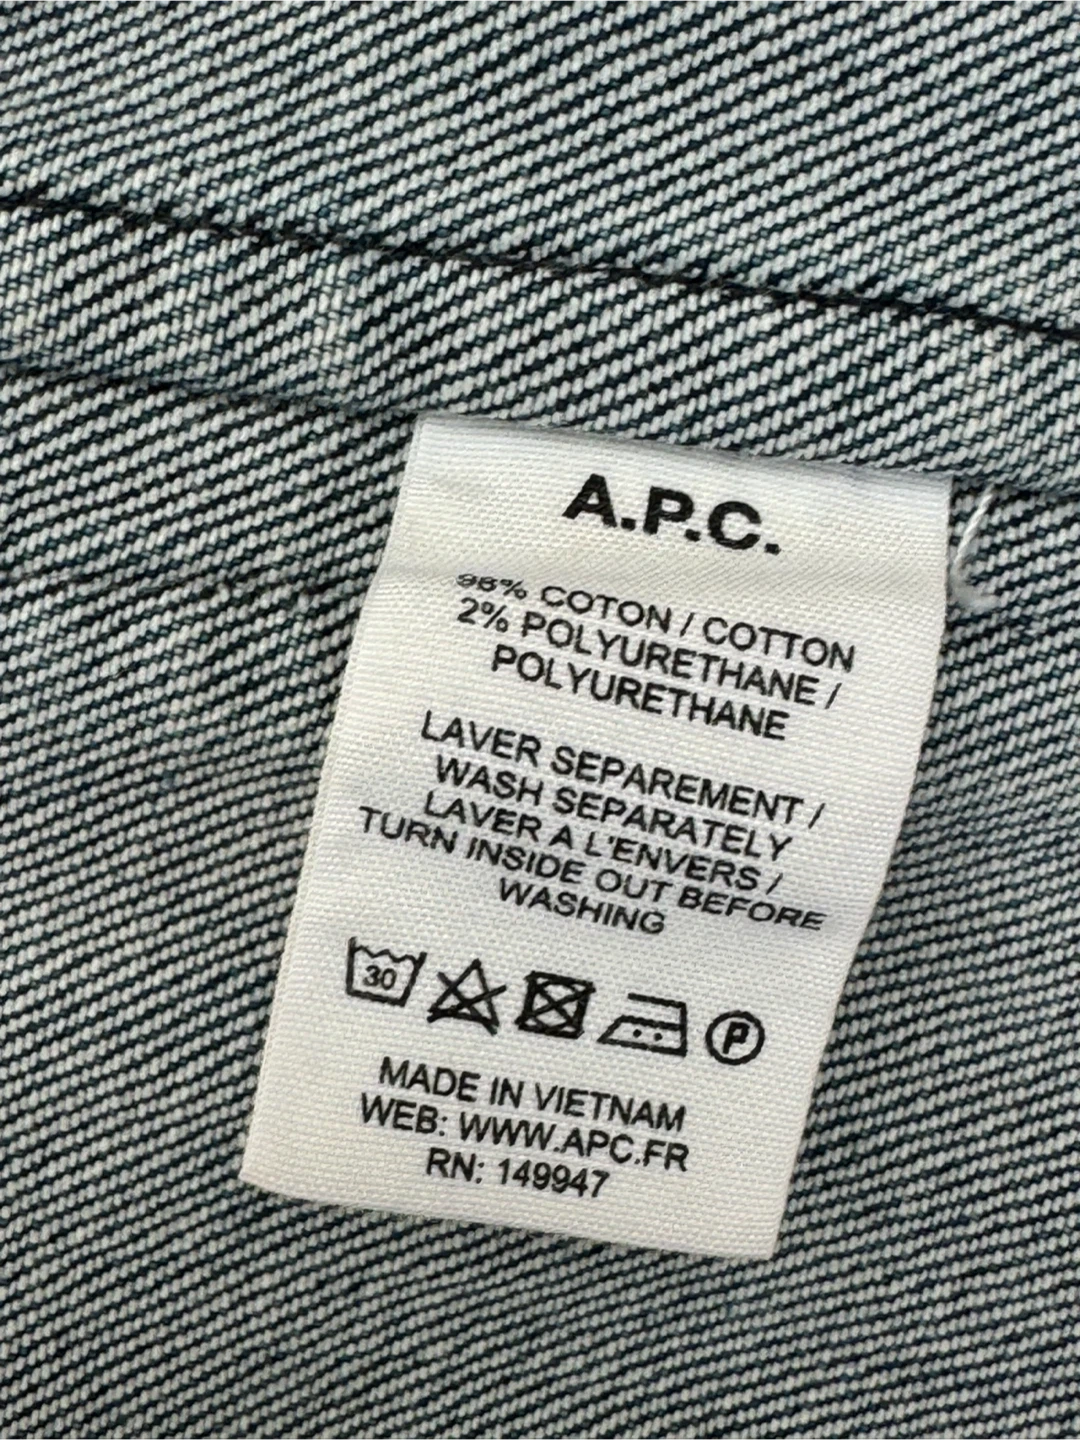 A.P.C.
98% COTON / COTTON
2% POLYURETHANE /
POLYURETHANE
LAVER SEPAREMENT /
WASH SEPARATELY
LAVER A L'ENVERS /
TURN INSIDE OUT BEFORE
WASHING
30
P
MADE IN VIETNAM
WEB: WWW.APC.FR
RN: 149947